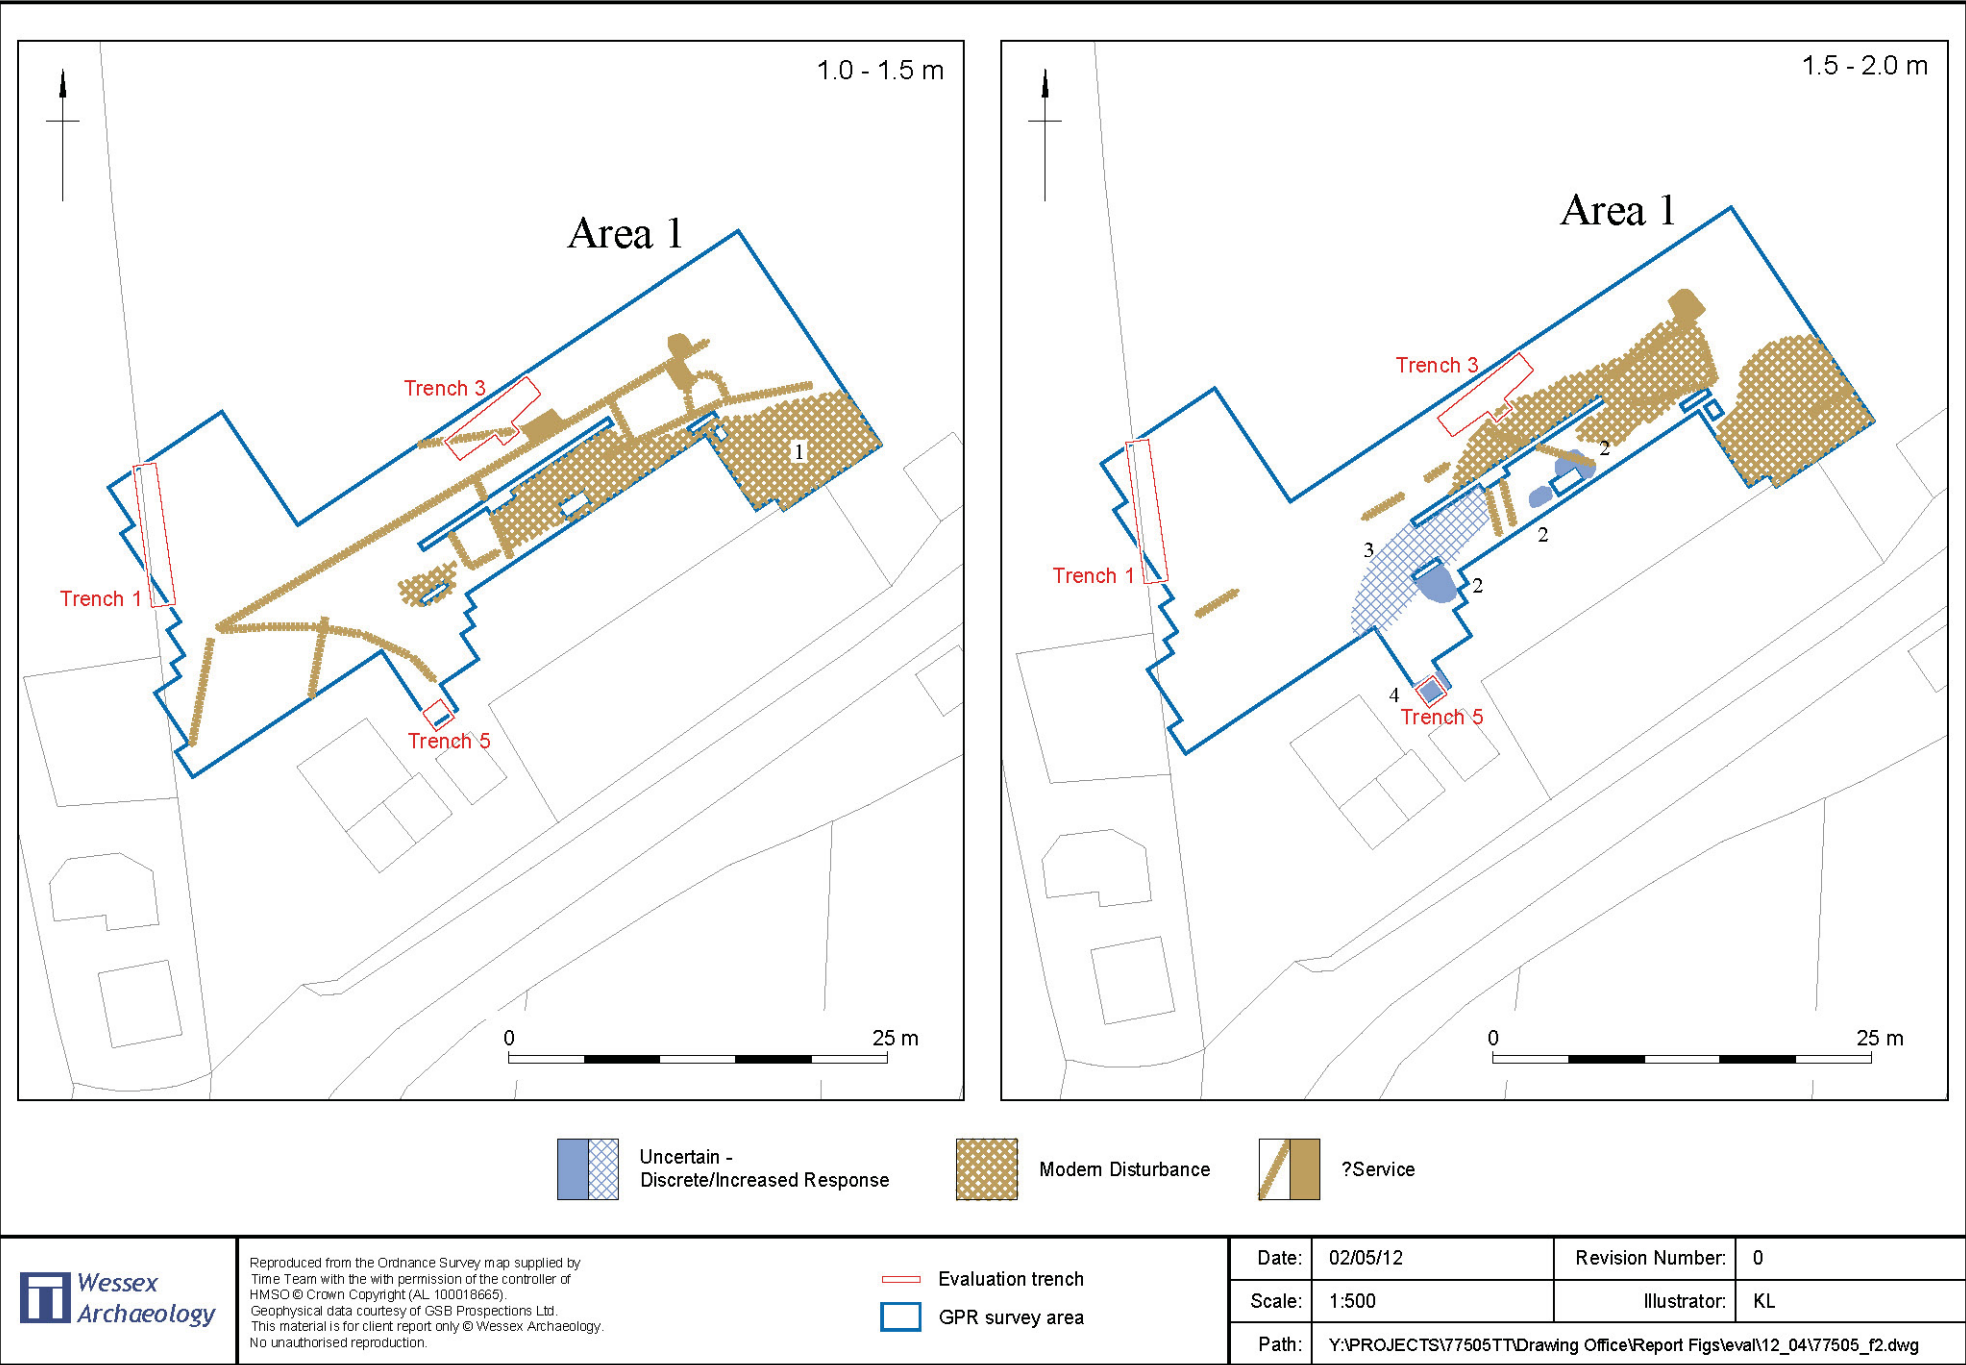 1.0 - 1.5 m
Area 1
Trench 3
1
Trench 1
Trench 5
0
25 m
1.5 - 2.0 m
Area 1
Trench 3
2
2
3
Trench 1
2
4
Trench 5
0
25 m
Uncertain -
Discrete/Increased Response
Modern Disturbance
?Service
Wessex
Archaeology
Reproduced from the Ordnance Survey map supplied by
Time Team with the with permission of the controller of
HMSO © Crown Copyright (AL 100018665).
Geophysical data courtesy of GSB Prospections Ltd.
This material is for client report only © Wessex Archaeology.
No unauthorised reproduction.
Evaluation trench
GPR survey area
Date: 02/05/12 Revision Number: 0
Scale: 1:500 Illustrator: KL
Path: Y:\PROJECTS\77505TT\Drawing Office\Report Figs\eval\12_04\77505_f2.dwg